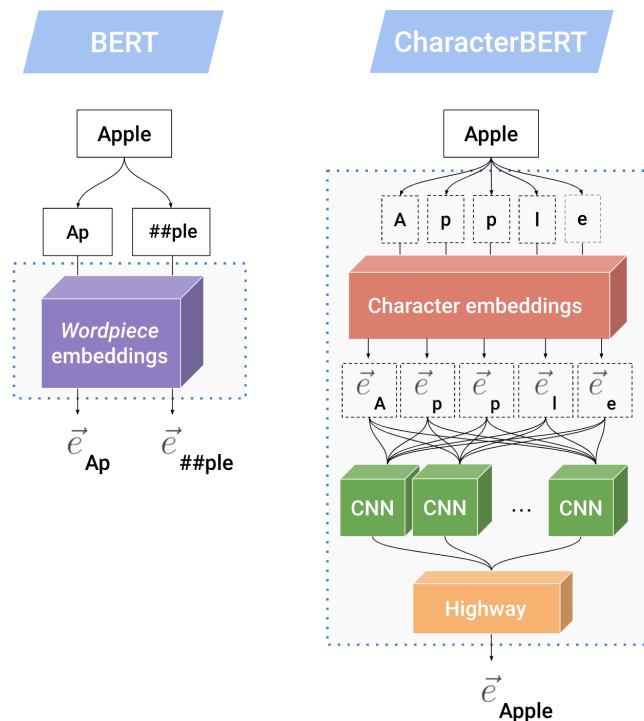 BERT
Apple
Ap
##ple
Wordpiece
embeddings
e⃗ Ap
e⃗ ##ple
CharacterBERT
Apple
A p p l e
Character embeddings
e⃗ A e⃗ p e⃗ p e⃗ l e⃗ e
CNN CNN ... CNN
Highway
e⃗ Apple